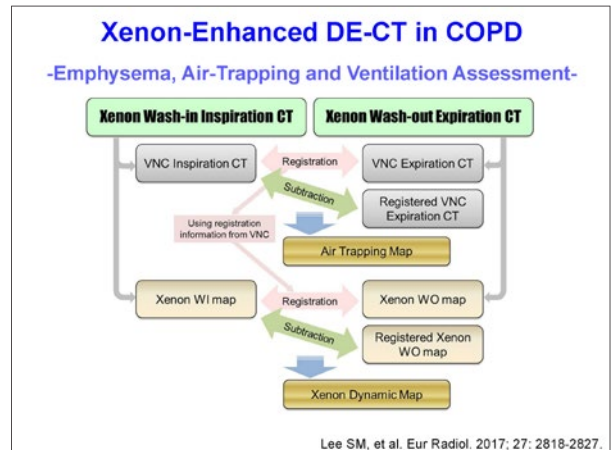 Xenon-Enhanced DE-CT in COPD
-Emphysema, Air-Trapping and Ventilation Assessment-
Xenon Wash-in Inspiration CT
Xenon Wash-out Expiration CT
VNC Inspiration CT
Registration
VNC Expiration CT
Subtraction
Registered VNC
Expiration CT
Using registration
information from VNC
Air Trapping Map
Xenon WI map
Registration
Xenon WO map
Subtraction
Registered Xenon
WO map
Xenon Dynamic Map
Lee SM, et al. Eur Radiol. 2017; 27: 2818-2827.